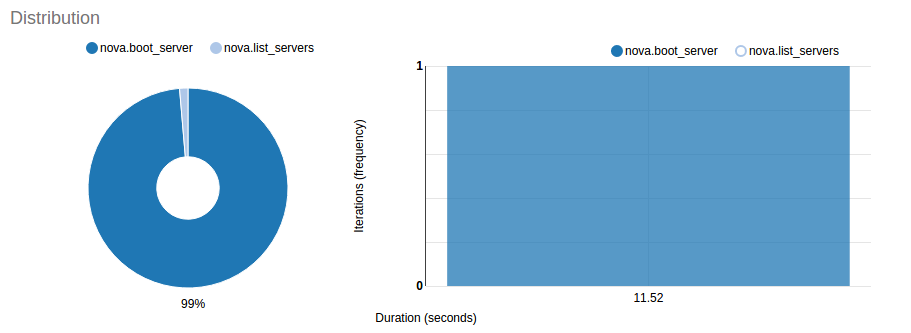 Distribution
nova.boot_server nova.list_servers
99%
nova.boot_server nova.list_servers
1
Iterations (frequency)
0
11.52
Duration (seconds)